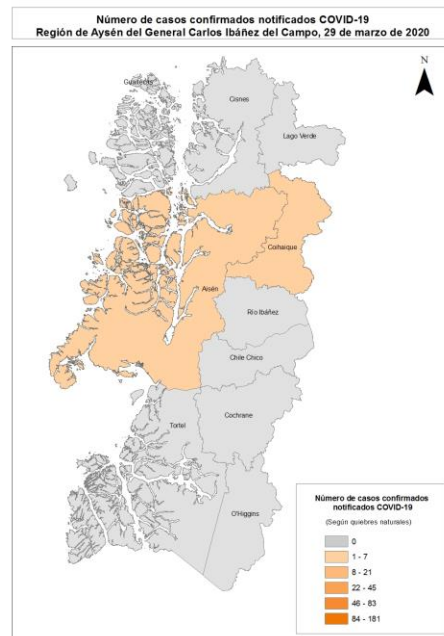 Número de casos confirmados notificados COVID-19
Región de Aysén del General Carlos Ibáñez del Campo, 29 de marzo de 2020
N
Guaitecas
Cisnes
Lago Verde
Coihaique
Aisén
Río Ibáñez
Chile Chico
Cochrane
Tortel
O'Higgins
Número de casos confirmados
notificados COVID-19
(Según quiebres naturales)
0
1 - 7
8 - 21
22 - 45
46 - 83
84 - 181